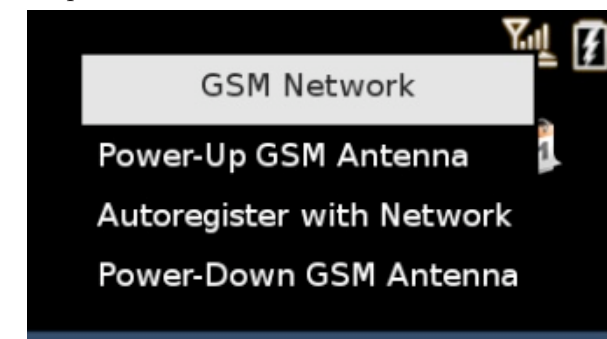 GSM Network
Power-Up GSM Antenna
Autoregister with Network
Power-Down GSM Antenna